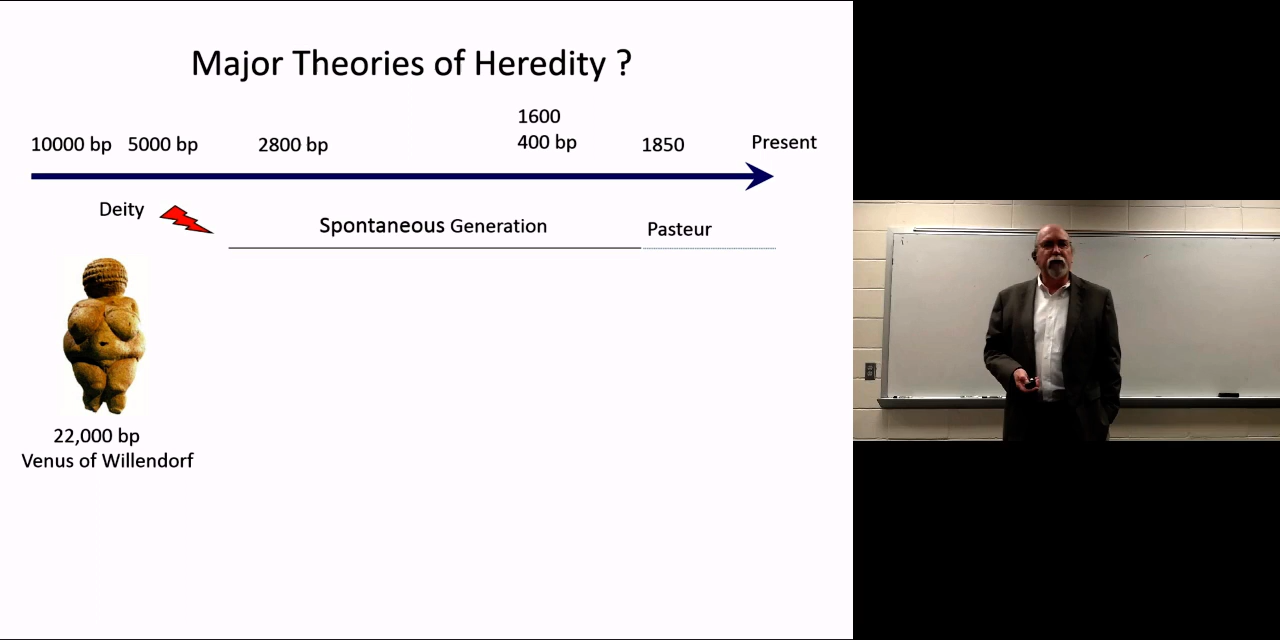 Major Theories of Heredity ?
1600
10000 bp 5000 bp 2800 bp 400 bp 1850 Present
Deity Spontaneous Generation Pasteur
22,000 bp
Venus of Willendorf